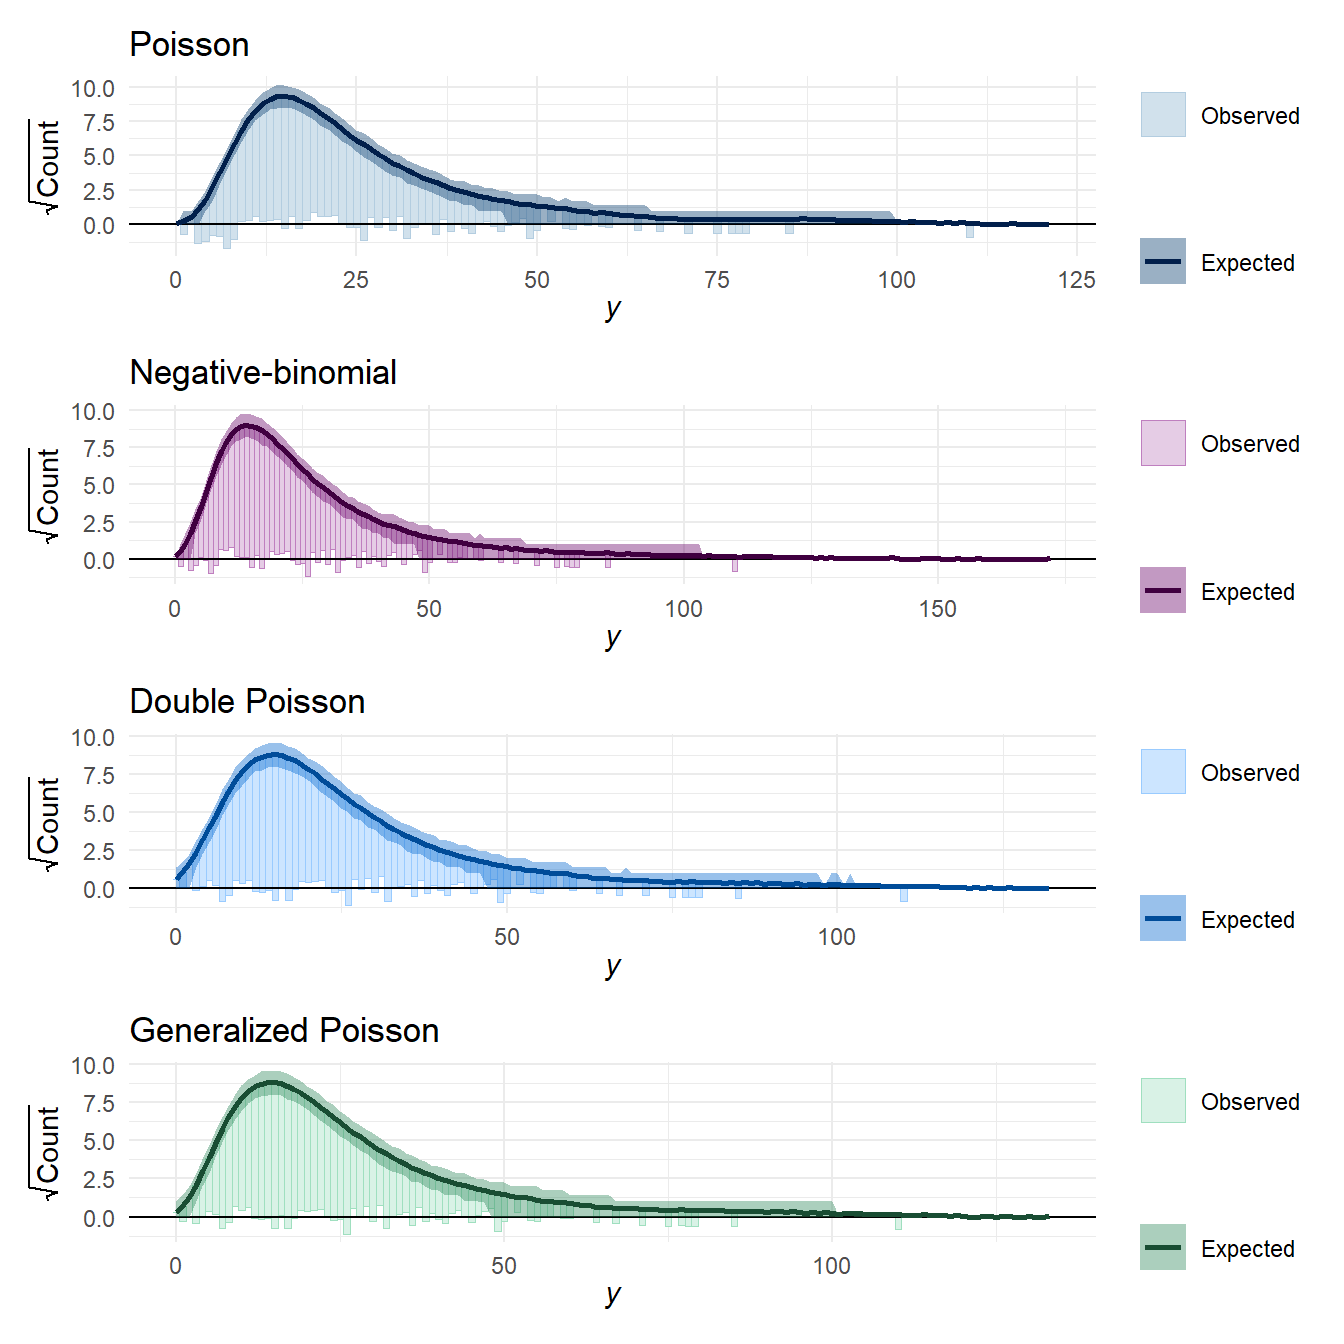 Poisson
10.0
7.5
5.0
2.5
0.0
√Count
0 25 50 75 100 125
y
Observed
Expected
Negative-binomial
10.0
7.5
5.0
2.5
0.0
√Count
0 50 100 150
y
Observed
Expected
Double Poisson
10.0
7.5
5.0
2.5
0.0
√Count
0 50 100
y
Observed
Expected
Generalized Poisson
10.0
7.5
5.0
2.5
0.0
√Count
0 50 100
y
Observed
Expected